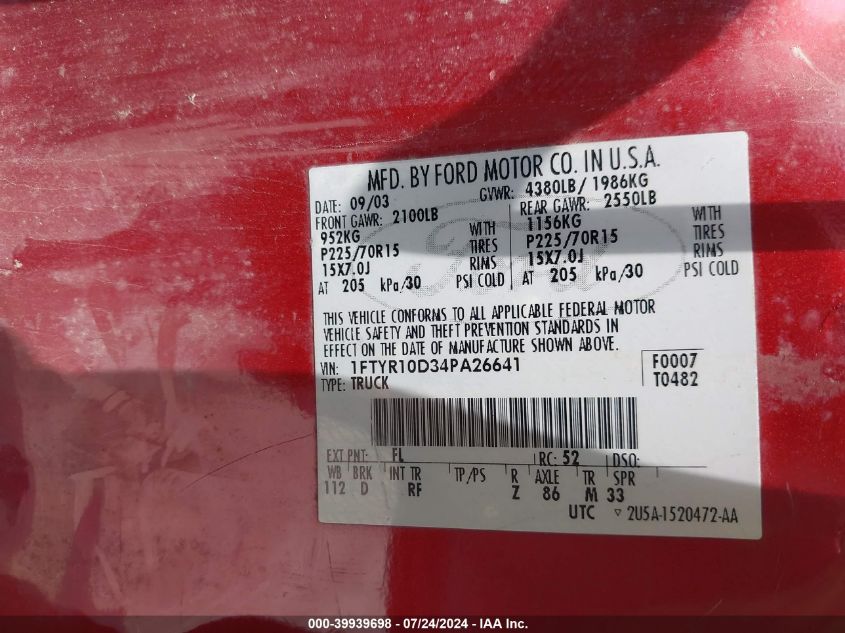 MFD. BY FORD MOTOR CO. IN U.S.A.
DATE: 09/03 GVWR: 4380LB/ 1986KG
FRONT GAWR: 2100LB REAR GAWR: 2550LB
952KG WITH 1156KG WITH
P225/70R15 TIRES P225/70R15 TIRES
15X7.0J RIMS 15X7.0J RIMS
AT 205 kPa/30 PSI COLD AT 205 kPa/30 PSI COLD
THIS VEHICLE CONFORMS TO ALL APPLICABLE FEDERAL MOTOR
VEHICLE SAFETY AND THEFT PREVENTION STANDARDS IN
EFFECT ON THE DATE OF MANUFACTURE SHOWN ABOVE.
VIN: 1FTYR10D34PA26641 F0007
TYPE: TRUCK T0482
EXT PNT: FL RC: 52 DSO:
WB BRK INT TR TP/PS R AXLE TR SPR
112 D RF Z 86 M 33
UTC ▽ 2U5A-1520472-AA
000-39939698 / 07/24/2024 - IAA Inc.